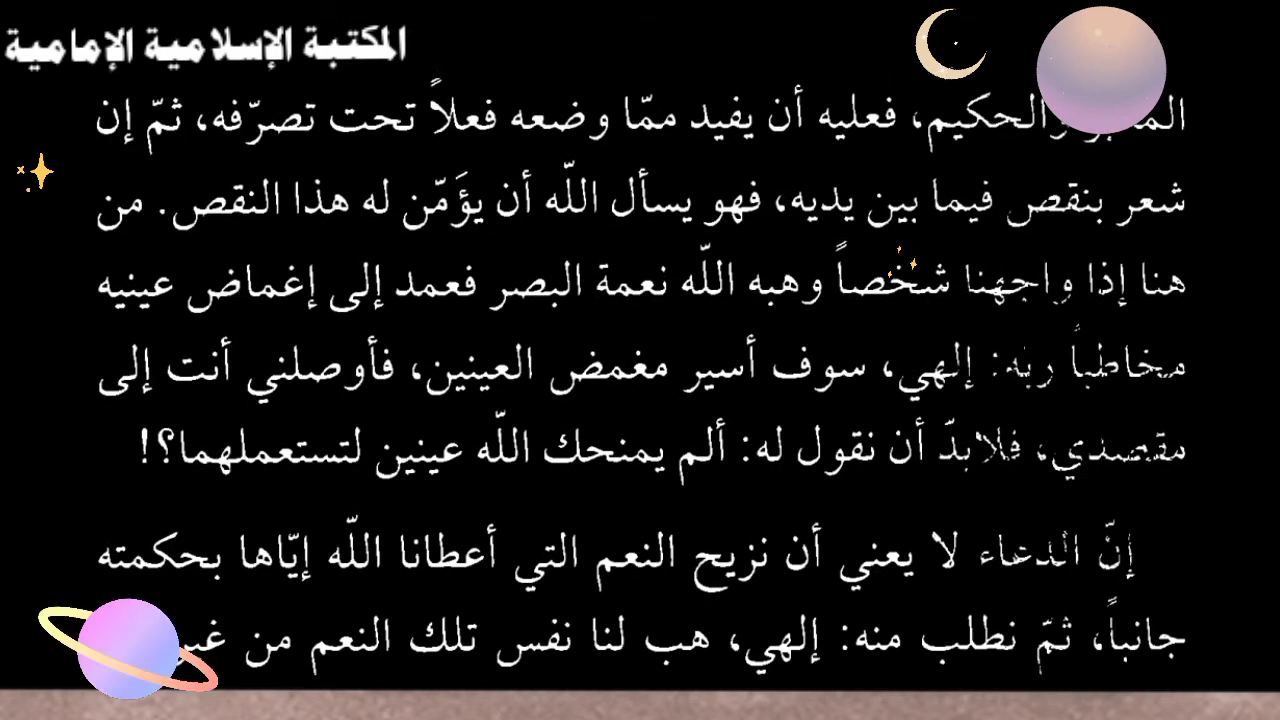 المكتبة الإسلامية الإمامية
والحكيم، فعليه أن يفيد ممّا وضعه فعلاً تحت تصرّفه، ثمّ إن
شعر بنقص فيما بين يديه، فهو يسأل اللّه أن يؤَمّن له هذا النقص. من
هنا إذا واجهنا شخصاً وهبه اللّه نعمة البصر فعمد إلى إغماض عينيه
مخاطباً ربّه: إلهي، سوف أسير مغمض العينين، فأوصلني أنت إلى
مقصدي، فلابدّ أن نقول له: ألم يمنحك اللّه عينين لتستعملهما؟!
إنّ الدعاء لا يعني أن نزيح النعم التي أعطانا اللّه إيّاها بحكمته
جانباً، ثمّ نطلب منه: إلهي، هب لنا نفس تلك النعم من